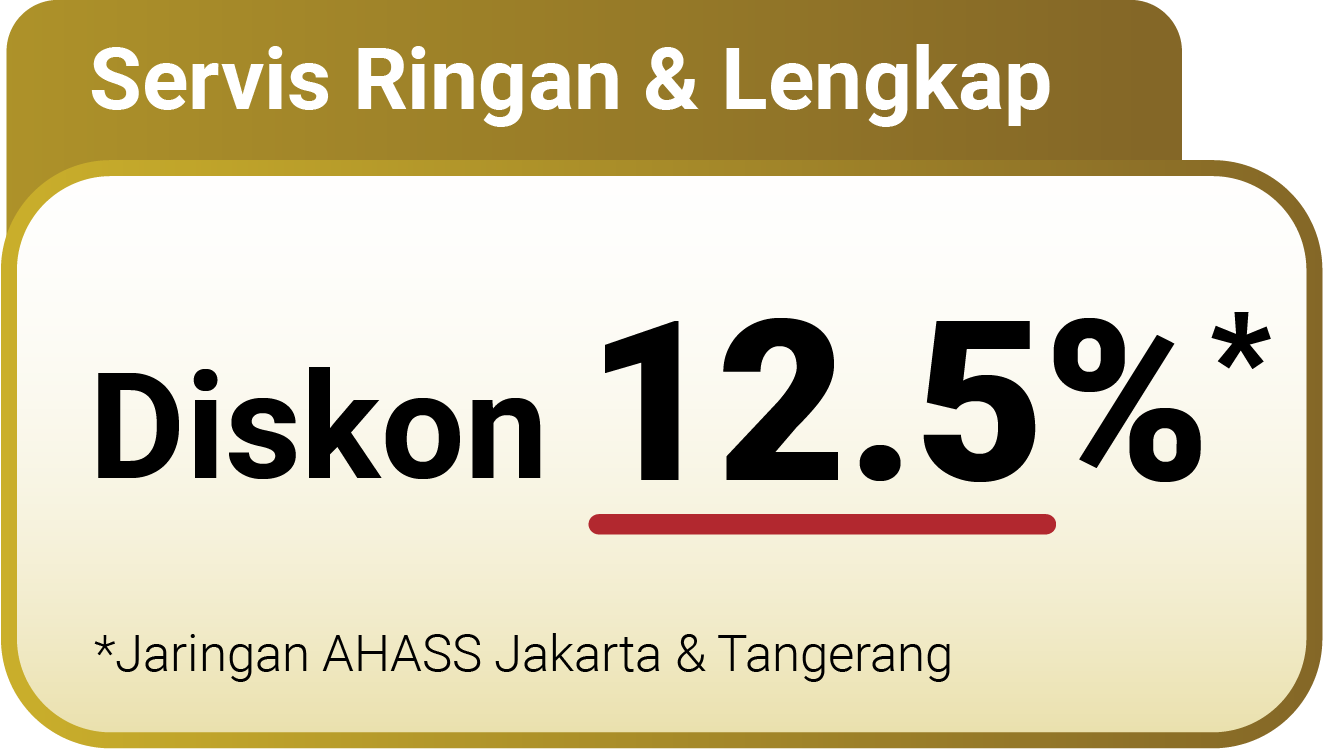 Servis Ringan & Lengkap
Diskon 12.5%*
*Jaringan AHASS Jakarta & Tangerang